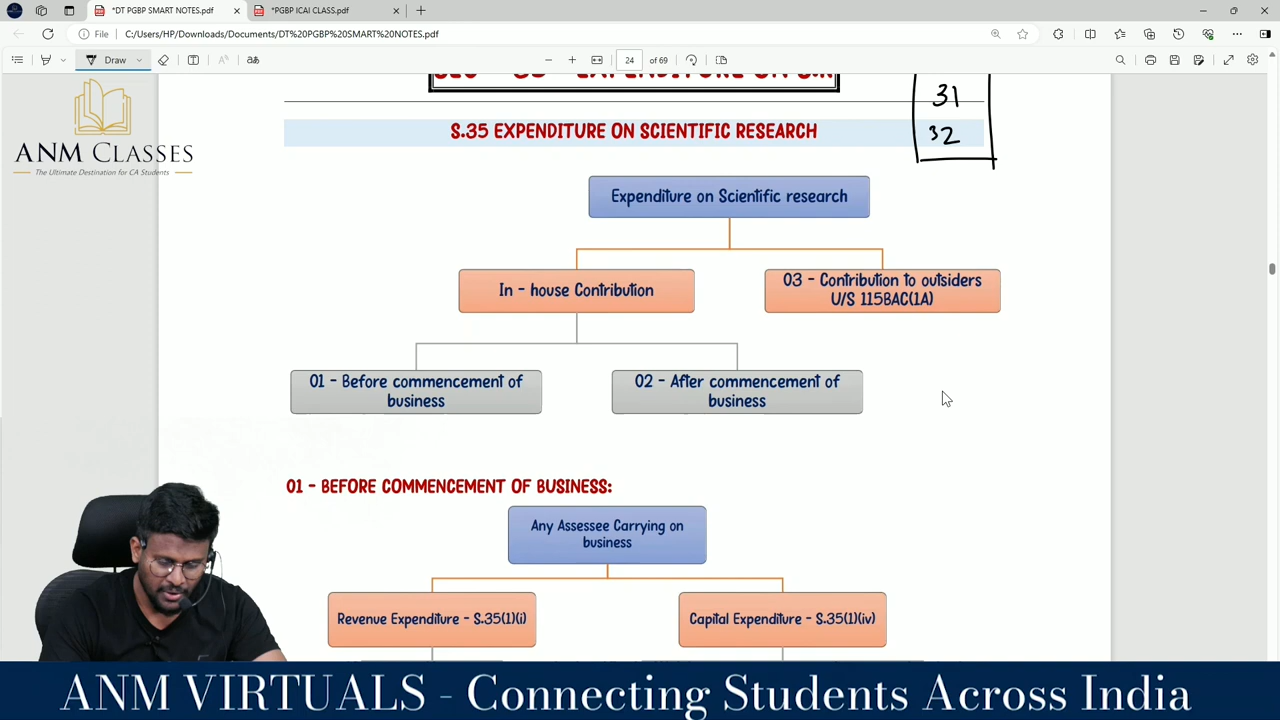 *DT PGBP SMART NOTES.pdf
*PGBP ICAI CLASS.pdf
File
C:/Users/HP/Downloads/Documents/DT%20PGBP%20SMART%20NOTES.pdf
Draw
24 of 69
31
32
ANM CLASSES
The Ultimate Destination for CA Students
S.35 EXPENDITURE ON SCIENTIFIC RESEARCH
Expenditure on Scientific research
In - house Contribution
03 - Contribution to outsiders
U/S 115BAC(1A)
01 - Before commencement of
business
02 - After commencement of
business
01 - BEFORE COMMENCEMENT OF BUSINESS:
Any Assessee Carrying on
business
Revenue Expenditure - S.35(1)(i)
Capital Expenditure - S.35(1)(iv)
ANM VIRTUALS - Connecting Students Across India